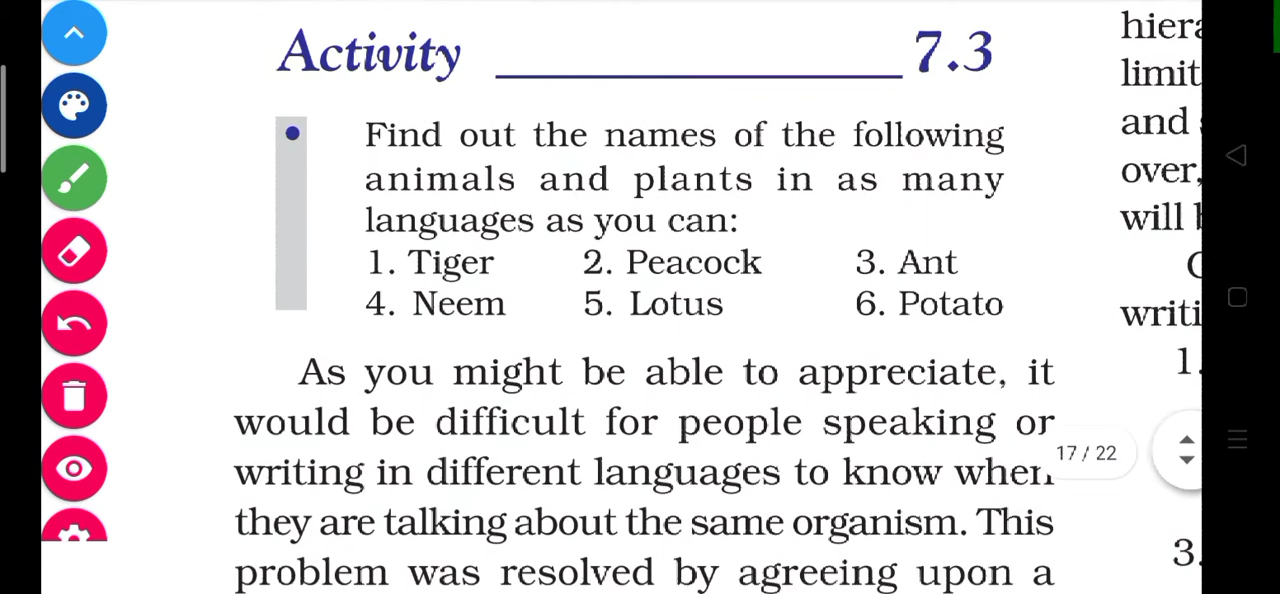 Activity 7.3
Find out the names of the following
animals and plants in as many
languages as you can:
1. Tiger 2. Peacock 3. Ant
4. Neem 5. Lotus 6. Potato
As you might be able to appreciate, it
would be difficult for people speaking or
writing in different languages to know when
they are talking about the same organism. This
problem was resolved by agreeing upon a
17 / 22
hiera
limit
and
over,
will
writi
1.
3.